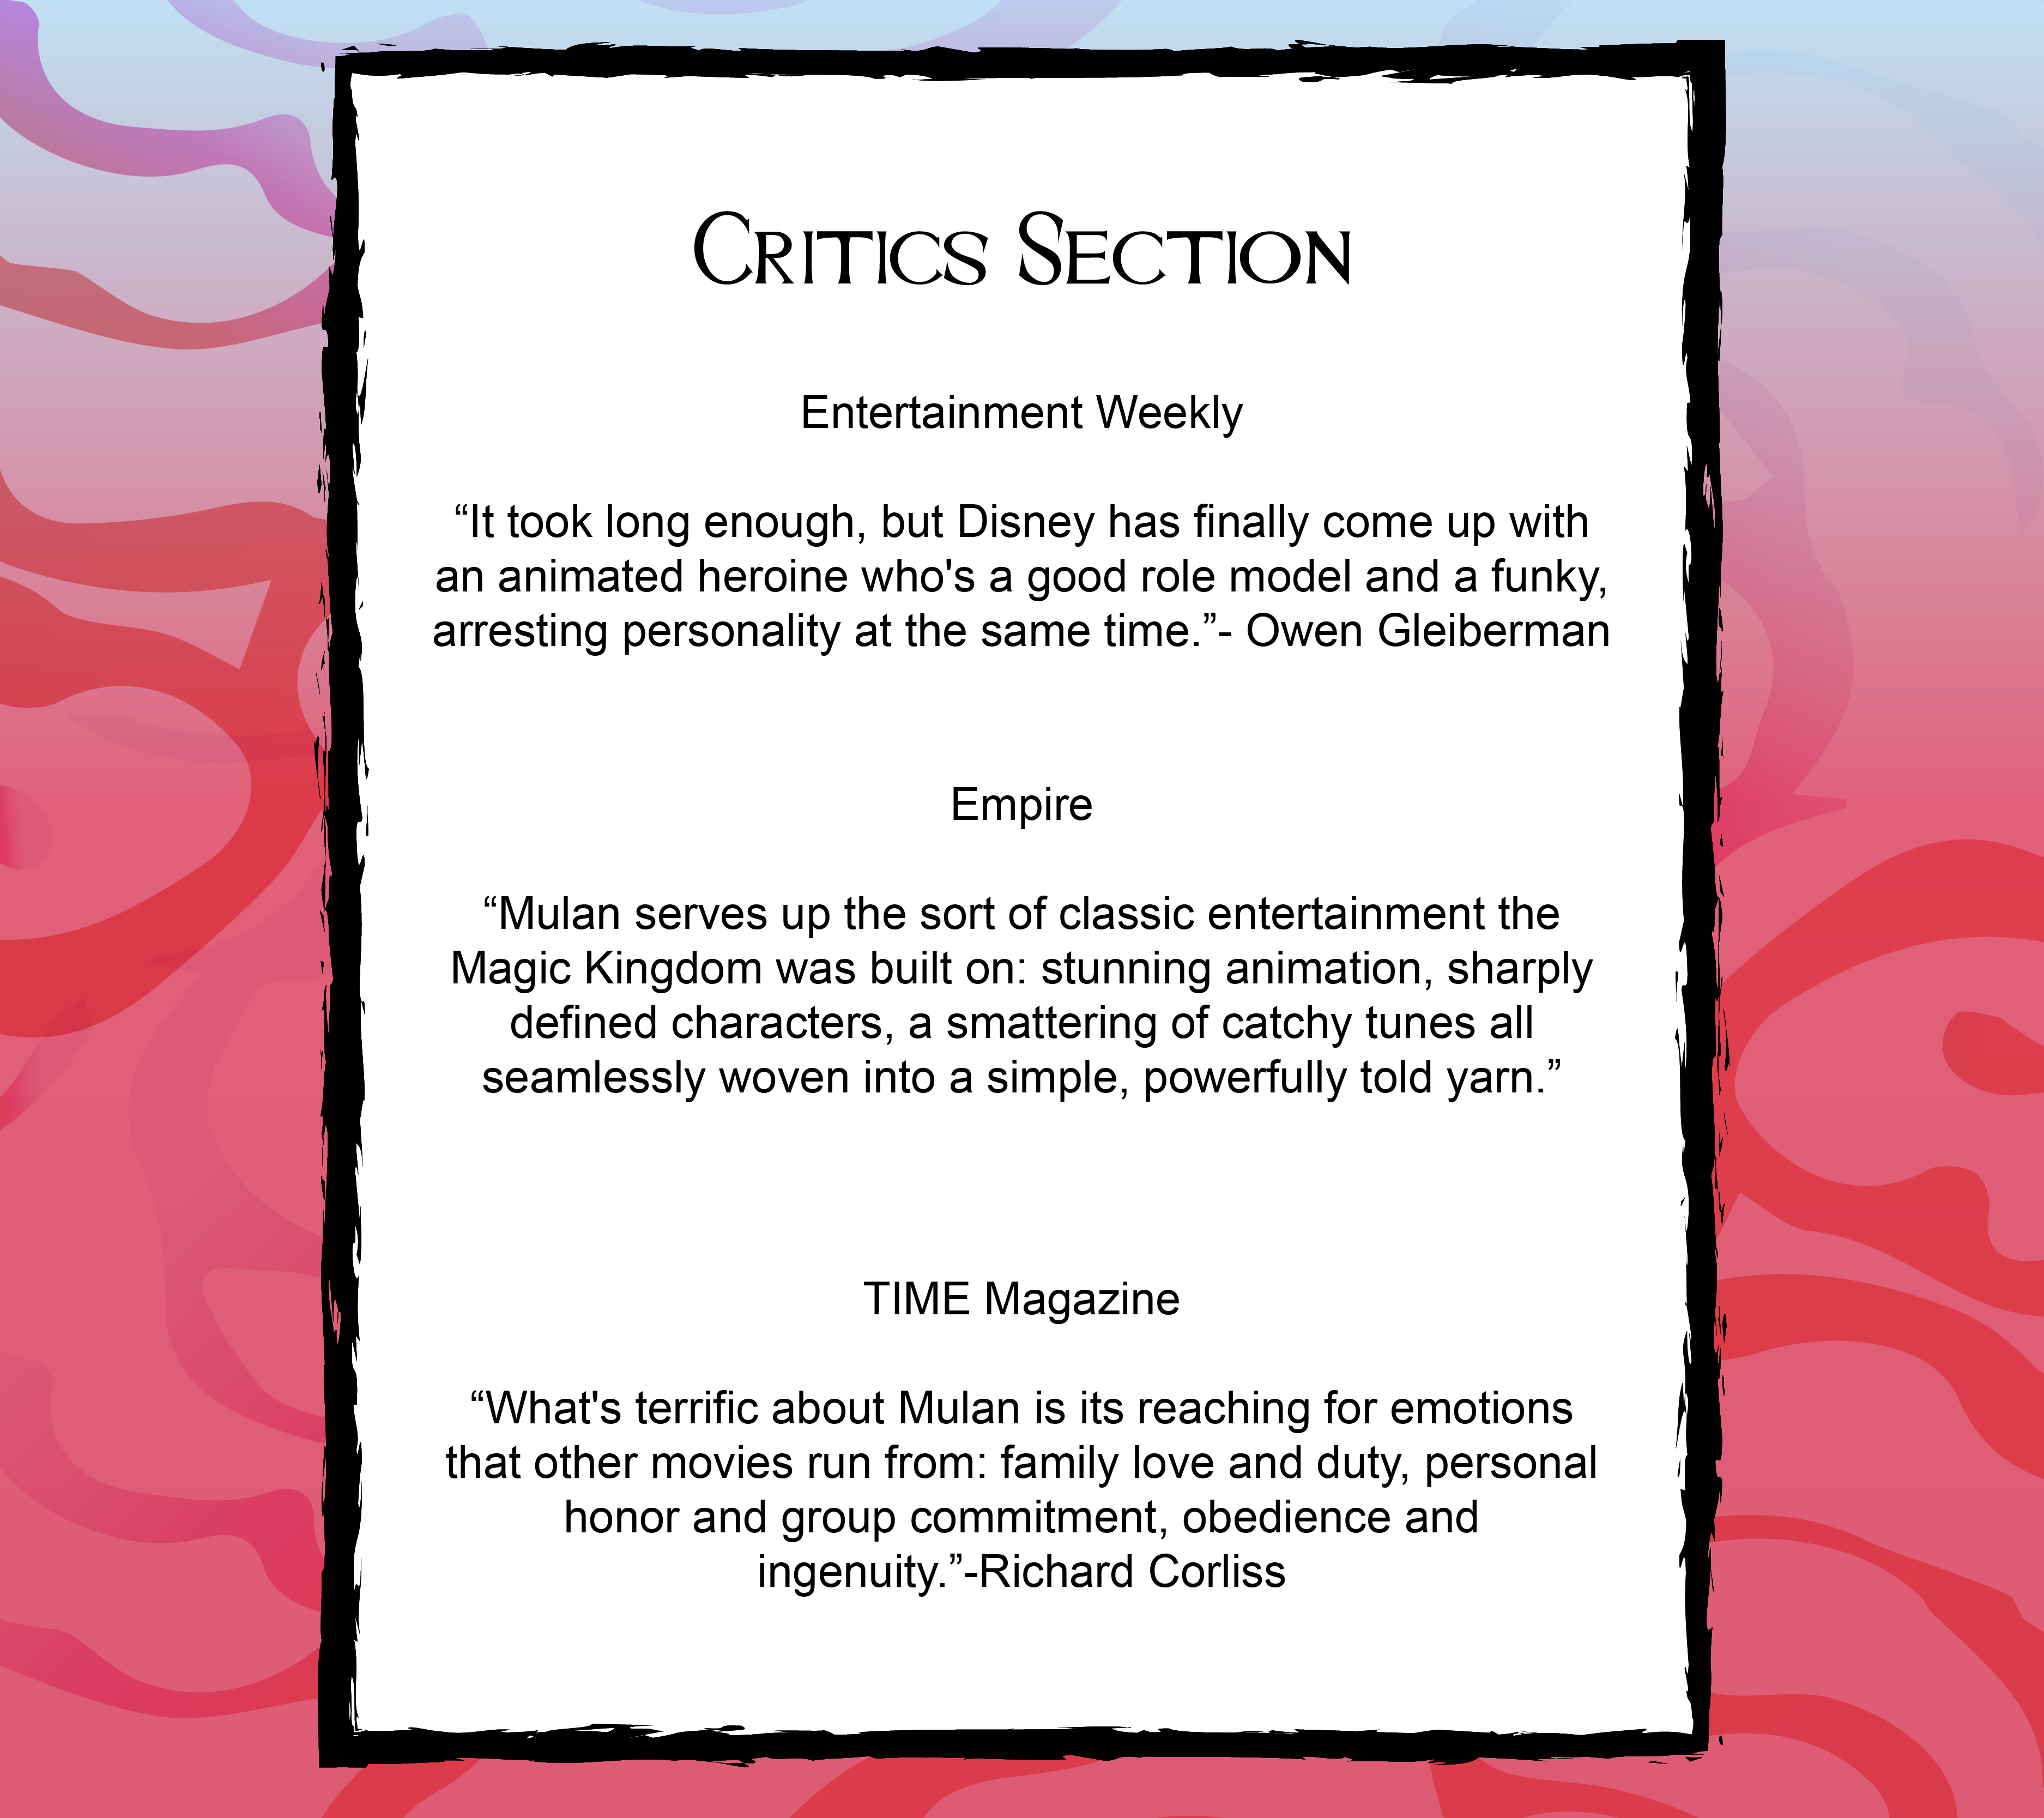 Critics Section
Entertainment Weekly
“It took long enough, but Disney has finally come up with
an animated heroine who's a good role model and a funky,
arresting personality at the same time.”- Owen Gleiberman
Empire
“Mulan serves up the sort of classic entertainment the
Magic Kingdom was built on: stunning animation, sharply
defined characters, a smattering of catchy tunes all
seamlessly woven into a simple, powerfully told yarn.”
TIME Magazine
“What's terrific about Mulan is its reaching for emotions
that other movies run from: family love and duty, personal
honor and group commitment, obedience and
ingenuity.”-Richard Corliss